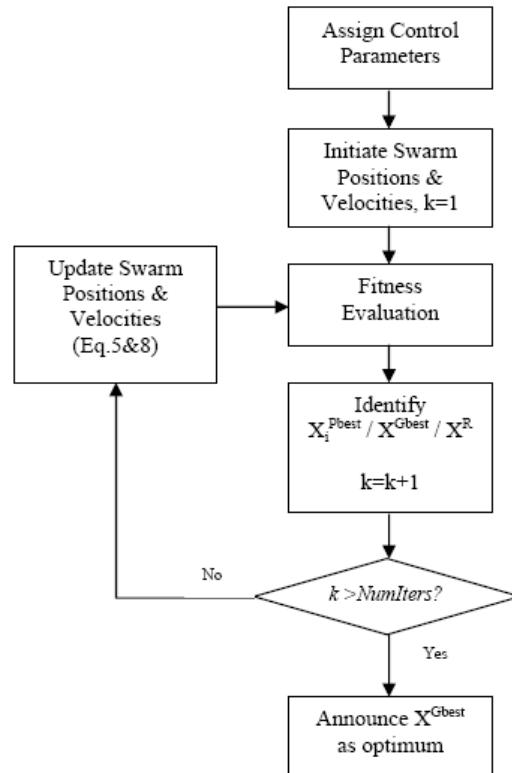 Assign Control
Parameters
Initiate Swarm
Positions &
Velocities, k=1
Update Swarm
Positions &
Velocities
(Eq.5&8)
Fitness
Evaluation
Identify
X_i^Pbest / X^Gbest / X^R
k=k+1
No
k >NumIters?
Yes
Announce X^Gbest
as optimum